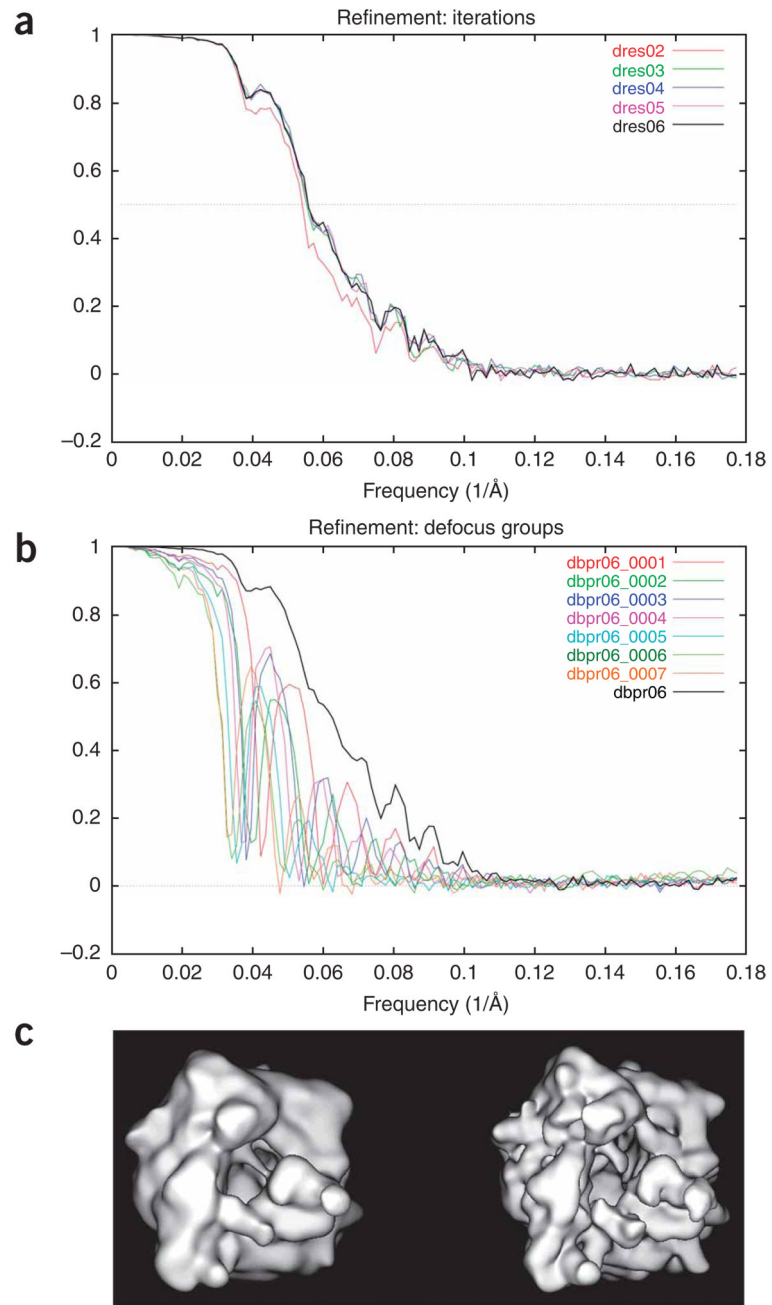 a
Refinement: iterations
1
0.8
0.6
0.4
0.2
0
–0.2
dres02
dres03
dres04
dres05
dres06
0 0.02 0.04 0.06 0.08 0.1 0.12 0.14 0.16 0.18
Frequency (1/Å)
b
Refinement: defocus groups
1
0.8
0.6
0.4
0.2
0
–0.2
dbpr06_0001
dbpr06_0002
dbpr06_0003
dbpr06_0004
dbpr06_0005
dbpr06_0006
dbpr06_0007
dbpr06
0 0.02 0.04 0.06 0.08 0.1 0.12 0.14 0.16 0.18
Frequency (1/Å)
c